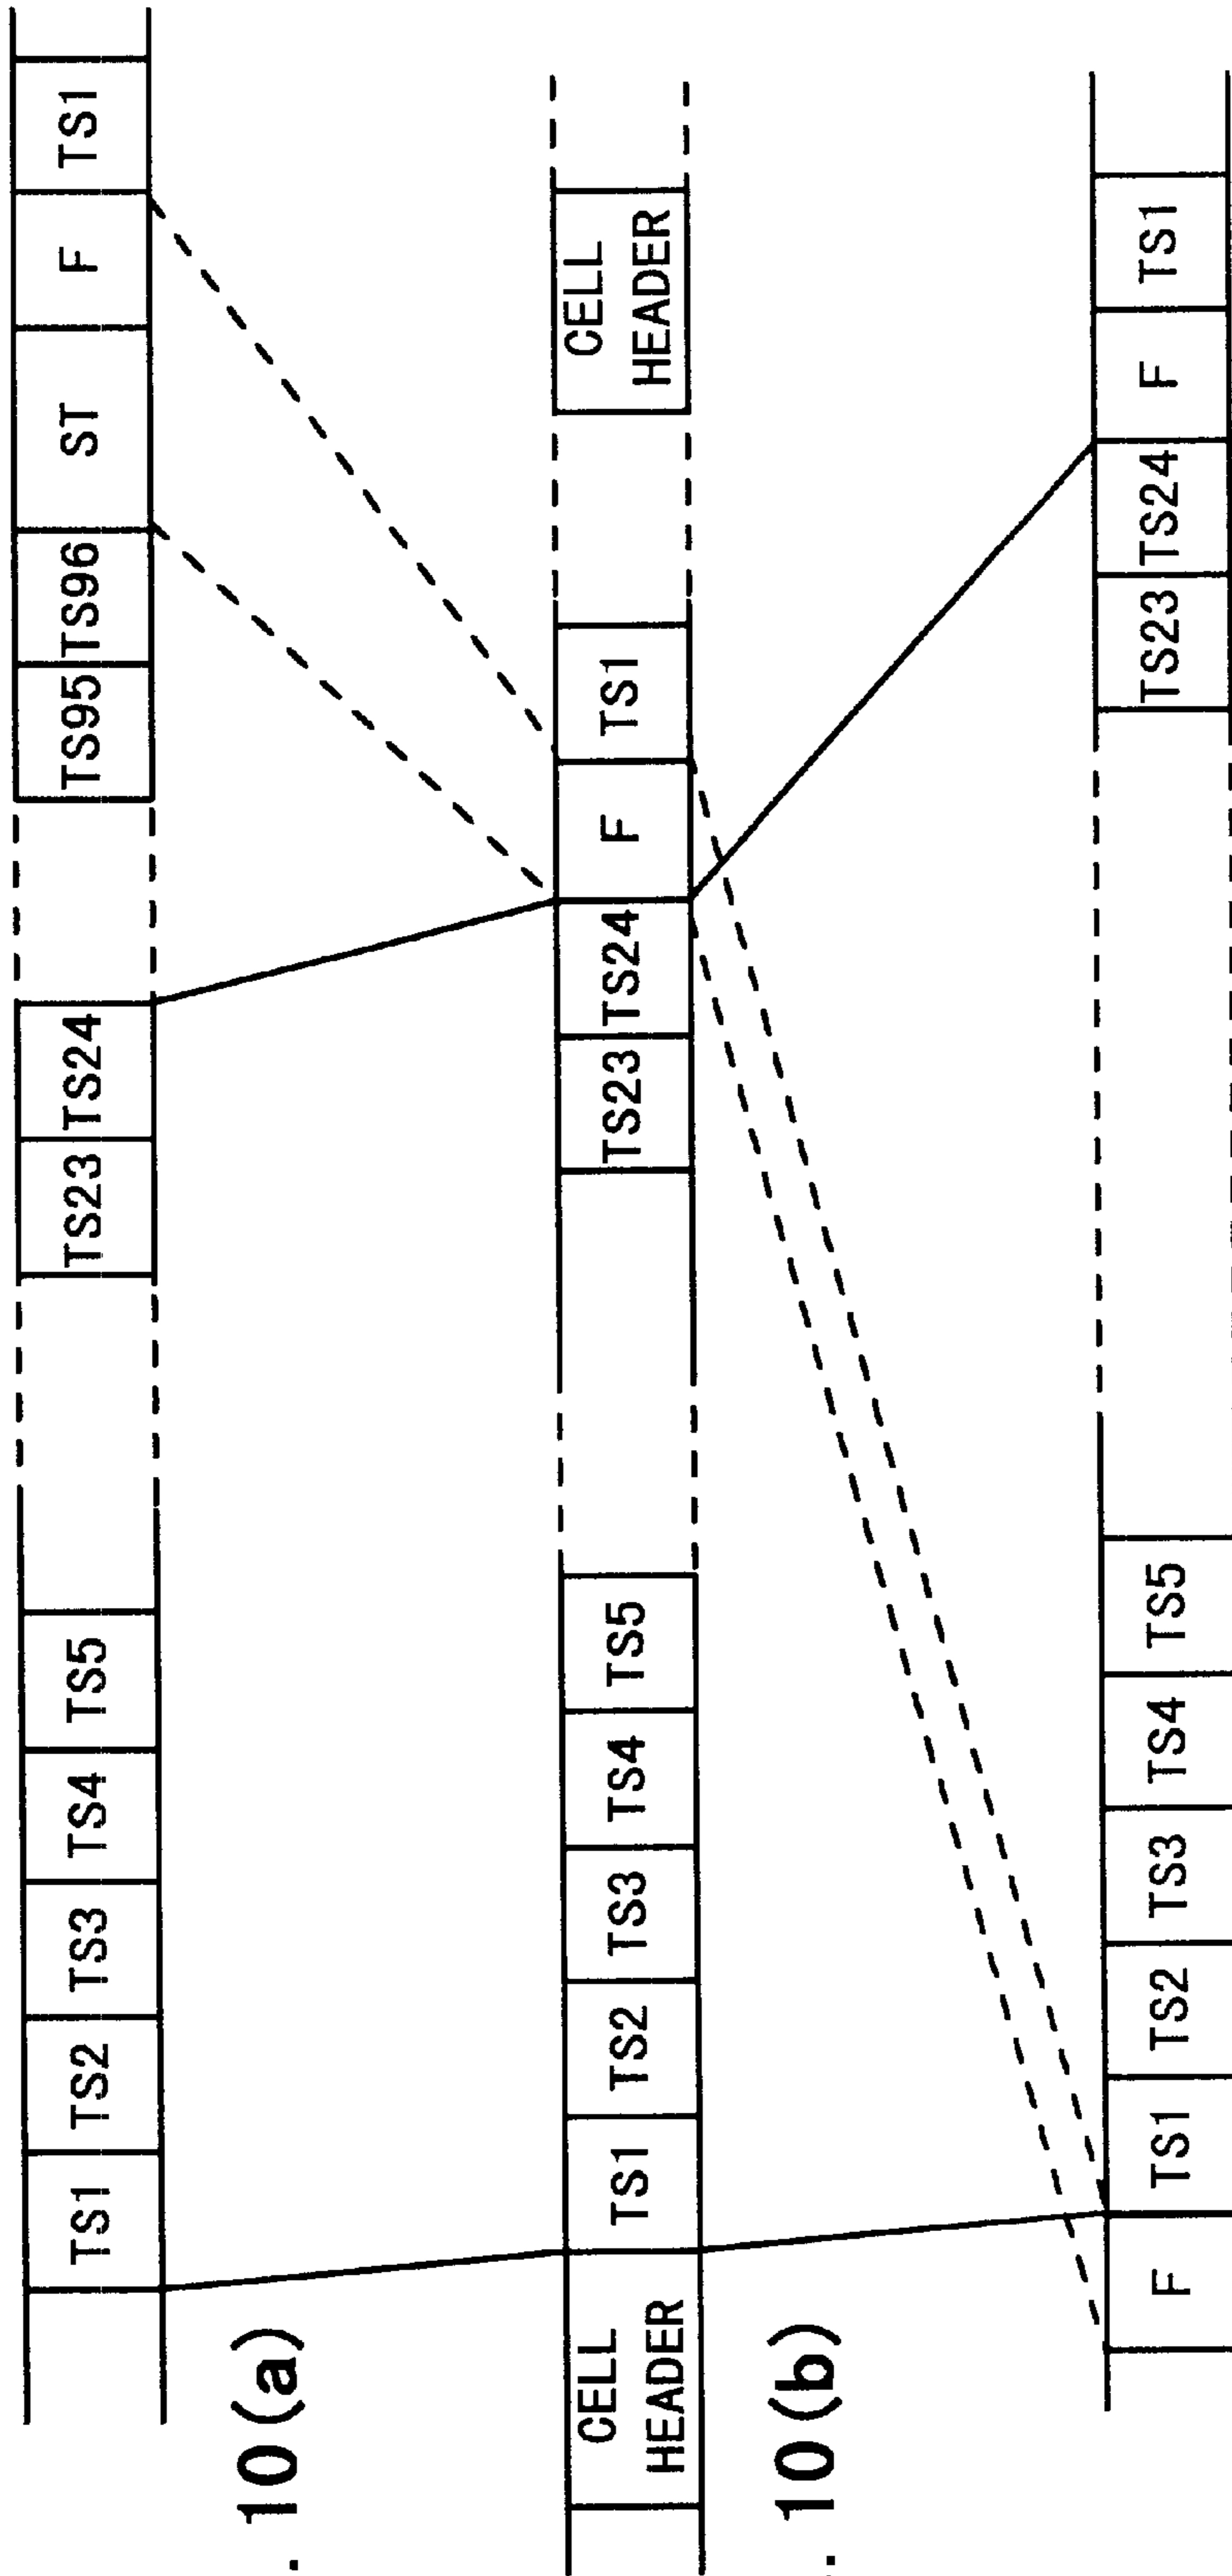 TS1 TS2 TS3 TS4 TS5 TS23 TS24 TS95 TS96 ST F TS1
. 10(a)
CELL HEADER TS1 TS2 TS3 TS4 TS5 TS23 TS24 F TS1 CELL HEADER
. 10(b)
F TS1 TS2 TS3 TS4 TS5 TS23 TS24 F TS1